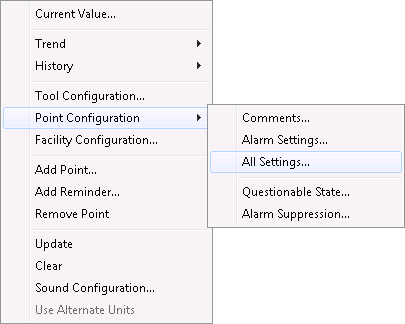 Current Value...
Trend
History
Tool Configuration...
Point Configuration
Facility Configuration...
Add Point...
Add Reminder...
Remove Point
Update
Clear
Sound Configuration...
Use Alternate Units
Comments...
Alarm Settings...
All Settings...
Questionable State...
Alarm Suppression...